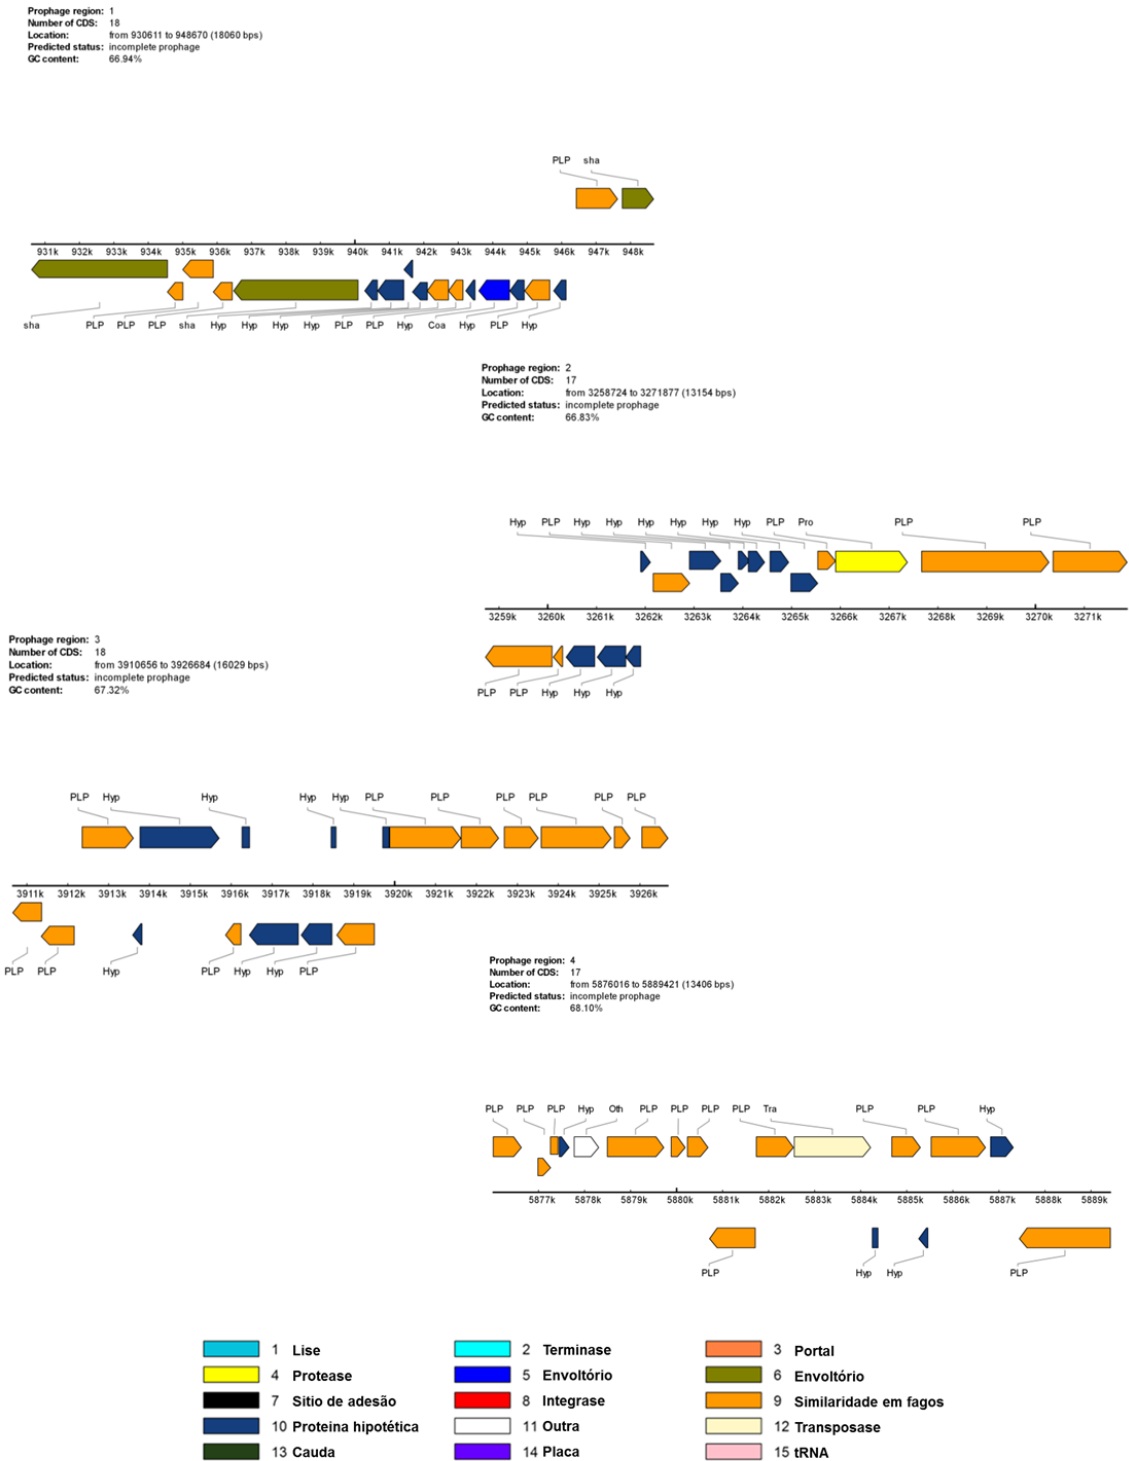 Prophage region: 1
Number of CDS: 18
Location: from 930611 to 948670 (18060 bps)
Predicted status: incomplete prophage
GC content: 66.94%
PLP sha
931k 932k 933k 934k 935k 936k 937k 938k 939k 940k 941k 942k 943k 944k 945k 946k 947k 948k
sha PLP PLP PLP sha Hyp Hyp Hyp Hyp PLP PLP Hyp Coa Hyp PLP Hyp
Prophage region: 2
Number of CDS: 17
Location: from 3258724 to 3271877 (13154 bps)
Predicted status: incomplete prophage
GC content: 66.83%
Hyp PLP Hyp Hyp Hyp Hyp Hyp Hyp PLP Pro PLP PLP
3259k 3260k 3261k 3262k 3263k 3264k 3265k 3266k 3267k 3268k 3269k 3270k 3271k
PLP PLP Hyp Hyp Hyp
Prophage region: 3
Number of CDS: 18
Location: from 3910656 to 3926684 (16029 bps)
Predicted status: incomplete prophage
GC content: 67.32%
PLP Hyp Hyp Hyp Hyp PLP PLP PLP PLP PLP PLP
3911k 3912k 3913k 3914k 3915k 3916k 3917k 3918k 3919k 3920k 3921k 3922k 3923k 3924k 3925k 3926k
PLP PLP Hyp PLP Hyp Hyp PLP
Prophage region: 4
Number of CDS: 17
Location: from 5876016 to 5889421 (13406 bps)
Predicted status: incomplete prophage
GC content: 68.10%
PLP PLP PLP Hyp Oth PLP PLP PLP PLP Tra PLP PLP Hyp
5877k 5878k 5879k 5880k 5881k 5882k 5883k 5884k 5885k 5886k 5887k 5888k 5889k
PLP Hyp Hyp PLP
1 Lise 2 Terminase 3 Portal
4 Protease 5 Envoltório 6 Envoltório
7 Sitio de adesão 8 Integrase 9 Similaridade em fagos
10 Proteina hipotética 11 Outra 12 Transposase
13 Cauda 14 Placa 15 tRNA